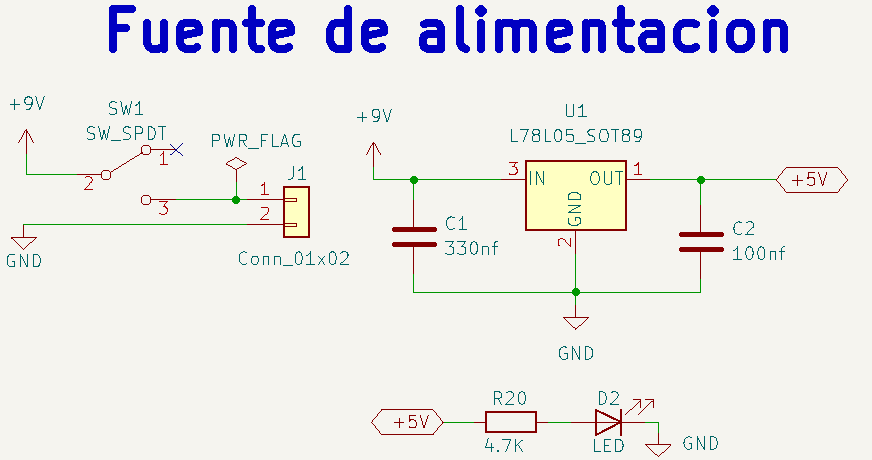 Fuente de alimentacion
+9V
SW1
SW_SPDT
1
2
3
PWR_FLAG
J1
1
2
Conn_01x02
GND
+9V
U1
L78L05_SOT89
3
IN
OUT
1
GND
2
+5V
C1
330nf
C2
100nf
GND
+5V
R20
4.7K
D2
LED
GND